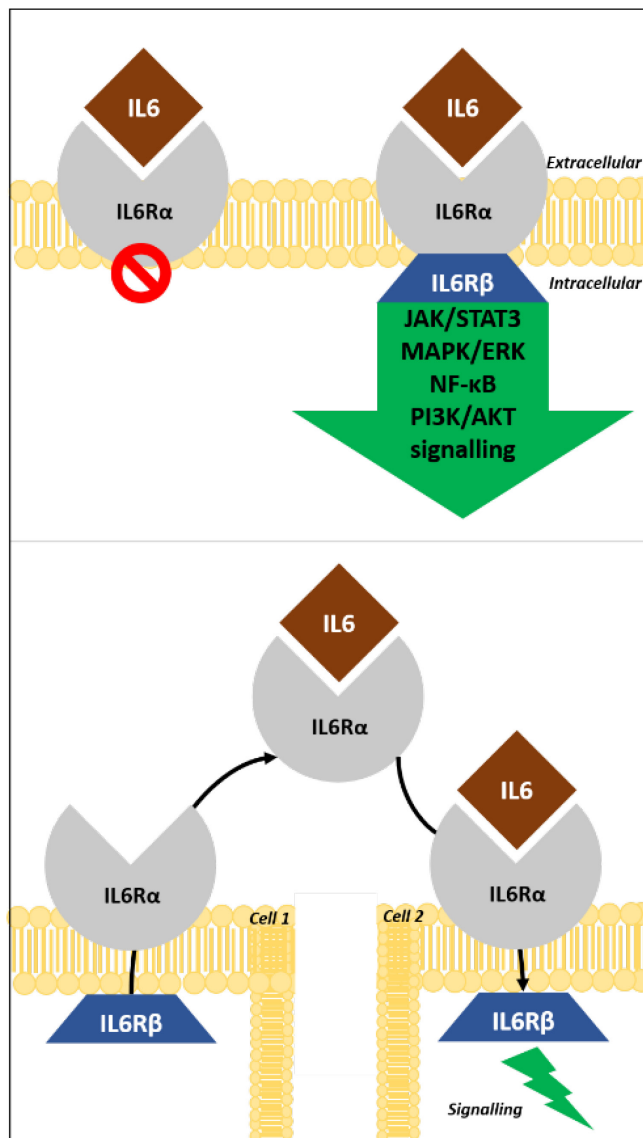 IL6
IL6Rα
IL6
Extracellular
IL6Rα
IL6Rβ
Intracellular
JAK/STAT3
MAPK/ERK
NF-κB
PI3K/AKT
signalling
IL6
IL6Rα
IL6
IL6Rα
IL6Rα
Cell 1
Cell 2
IL6Rβ
IL6Rβ
Signalling